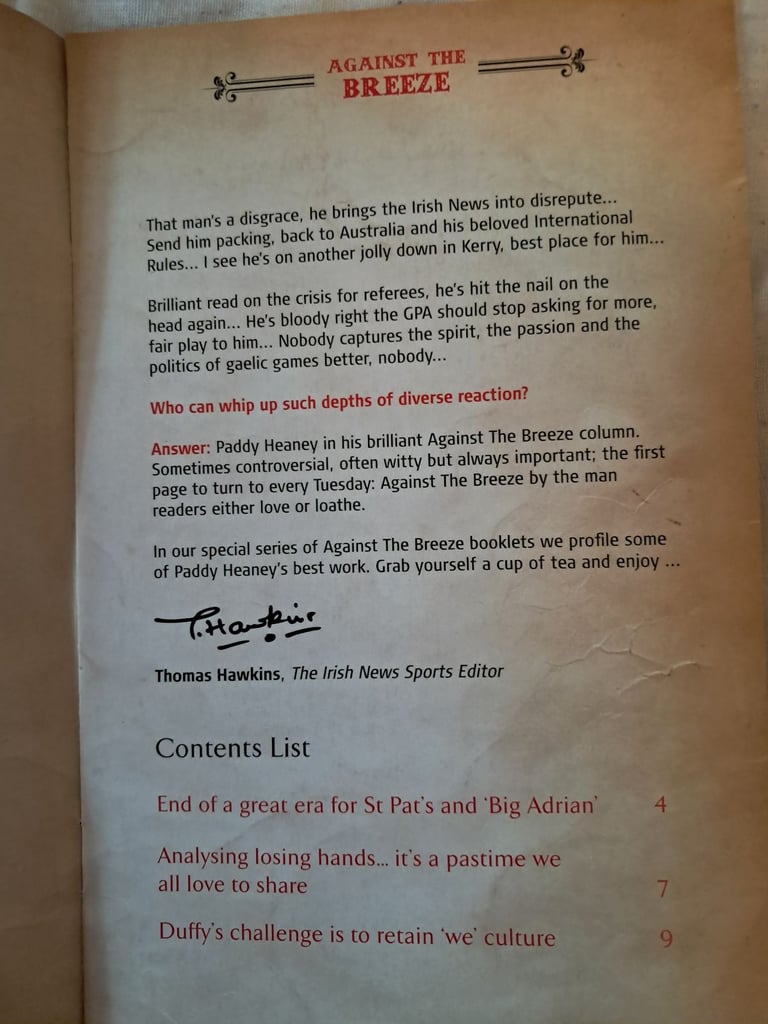 AGAINST THE
BREEZE
That man's a disgrace, he brings the Irish News into disrepute...
Send him packing, back to Australia and his beloved International
Rules... I see he's on another jolly down in Kerry, best place for him...
Brilliant read on the crisis for referees, he's hit the nail on the
head again... He's bloody right the GPA should stop asking for more,
fair play to him... Nobody captures the spirit, the passion and the
politics of gaelic games better, nobody...
Who can whip up such depths of diverse reaction?
Answer: Paddy Heaney in his brilliant Against The Breeze column.
Sometimes controversial, often witty but always important; the first
page to turn to every Tuesday: Against The Breeze by the man
readers either love or loathe.
In our special series of Against The Breeze booklets we profile some
of Paddy Heaney's best work. Grab yourself a cup of tea and enjoy ...
T. Hawkins
Thomas Hawkins, The Irish News Sports Editor
Contents List
End of a great era for St Pat's and 'Big Adrian' 4
Analysing losing hands... it's a pastime we
all love to share 7
Duffy's challenge is to retain 'we' culture 9